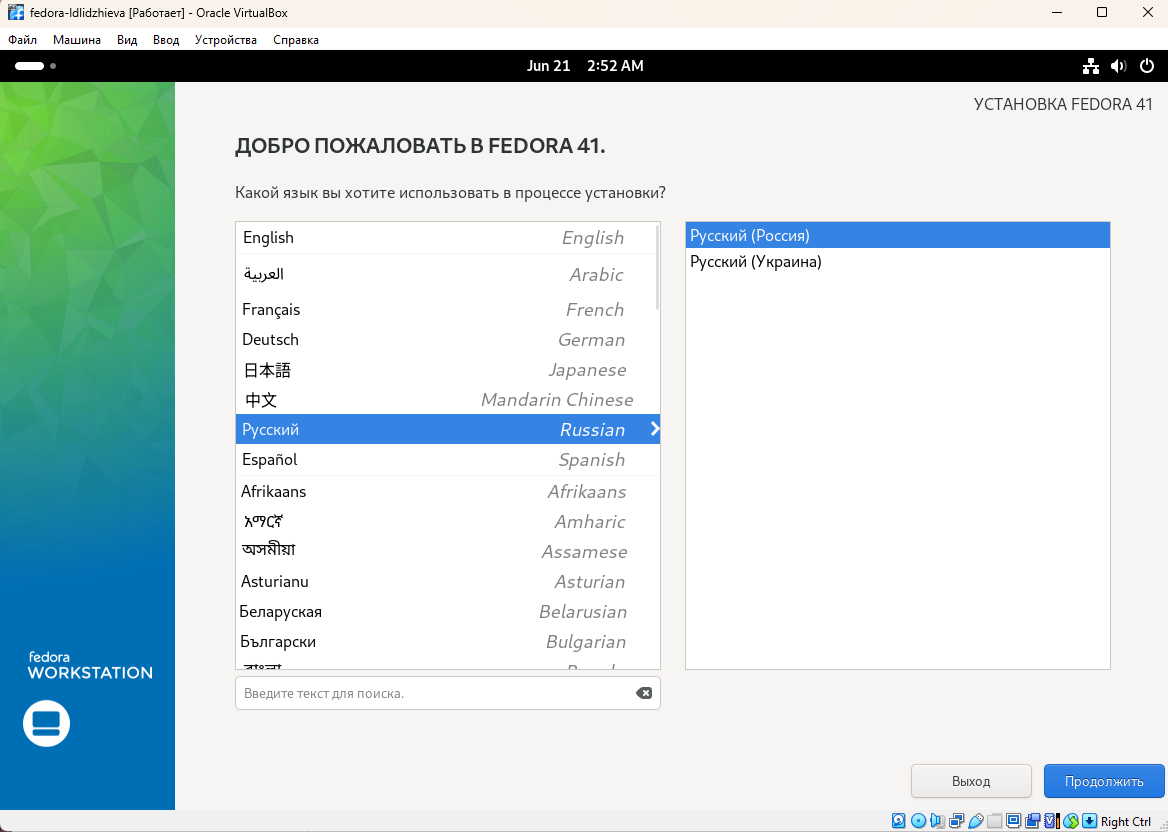 fedora-ldlidzhieva [Работает] - Oracle VirtualBox
Файл Машина Вид Ввод Устройства Справка
Jun 21 2:52 AM
УСТАНОВКА FEDORA 41
ДОБРО ПОЖАЛОВАТЬ В FEDORA 41.
Какой язык вы хотите использовать в процессе установки?
English English
العربية Arabic
Français French
Deutsch German
日本語 Japanese
中文 Mandarin Chinese
Русский Russian
Español Spanish
Afrikaans Afrikaans
አማርኛ Amharic
অসমীয়া Assamese
Asturianu Asturian
Беларуская Belarusian
Български Bulgarian
Русский (Россия)
Русский (Украина)
Введите текст для поиска.
fedora
WORKSTATION
Выход Продолжить
Right Ctrl